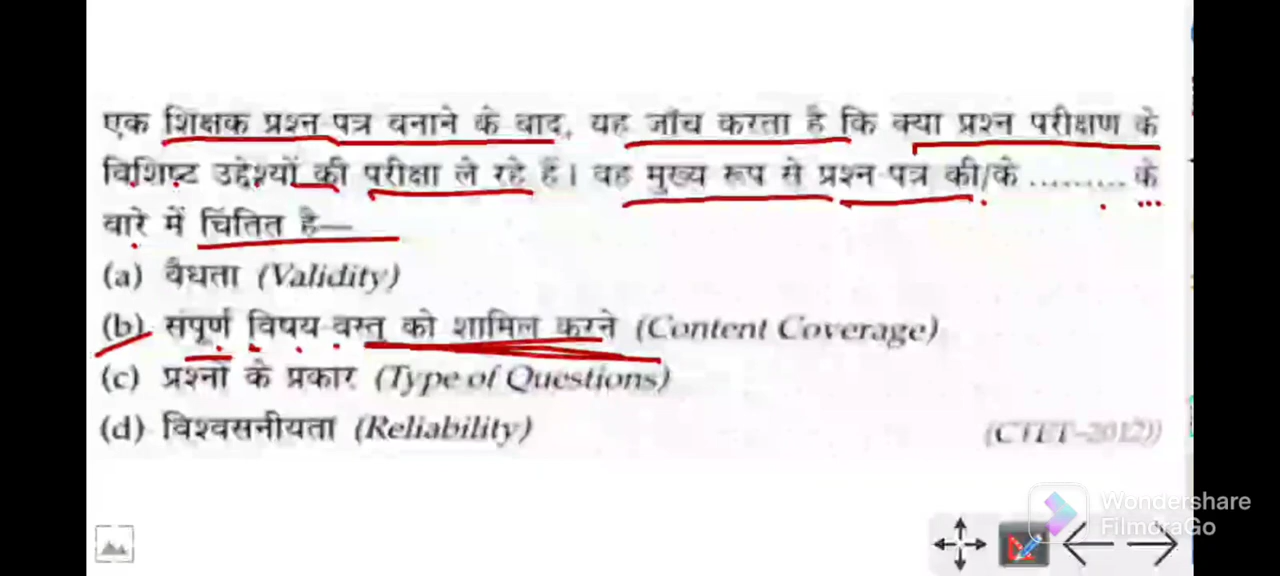 एक शिक्षक प्रश्न पत्र बनाने के बाद, यह जाँच करता है कि क्या प्रश्न परीक्षण के
विशिष्ट उद्देश्यों की परीक्षा ले रहे हैं। वह मुख्य रूप से प्रश्न पत्र की/के ......... के
बारे में चिंतित है—
(a) वैधता (Validity)
(b) संपूर्ण विषय वस्तु को शामिल करने (Content Coverage)
(c) प्रश्नों के प्रकार (Type of Questions)
(d) विश्वसनीयता (Reliability)
(CTET-2012))
Wondershare
FilmoraGo